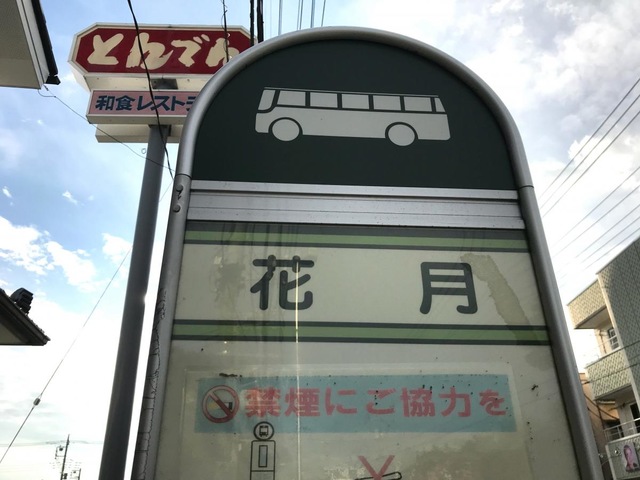 とんでん
和食レストラン
花月
禁煙にご協力を